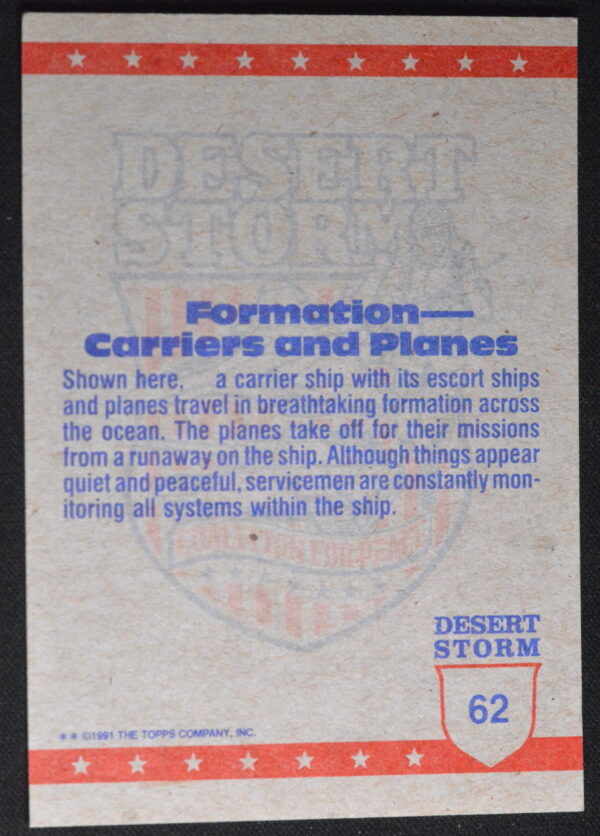 DESERT
STORM
Formation—
Carriers and Planes
Shown here, a carrier ship with its escort ships
and planes travel in breathtaking formation across
the ocean. The planes take off for their missions
from a runaway on the ship. Although things appear
quiet and peaceful, servicemen are constantly mon-
itoring all systems within the ship.
COALITION FOR PEACE
DESERT
STORM
62
* * ©1991 THE TOPPS COMPANY, INC.